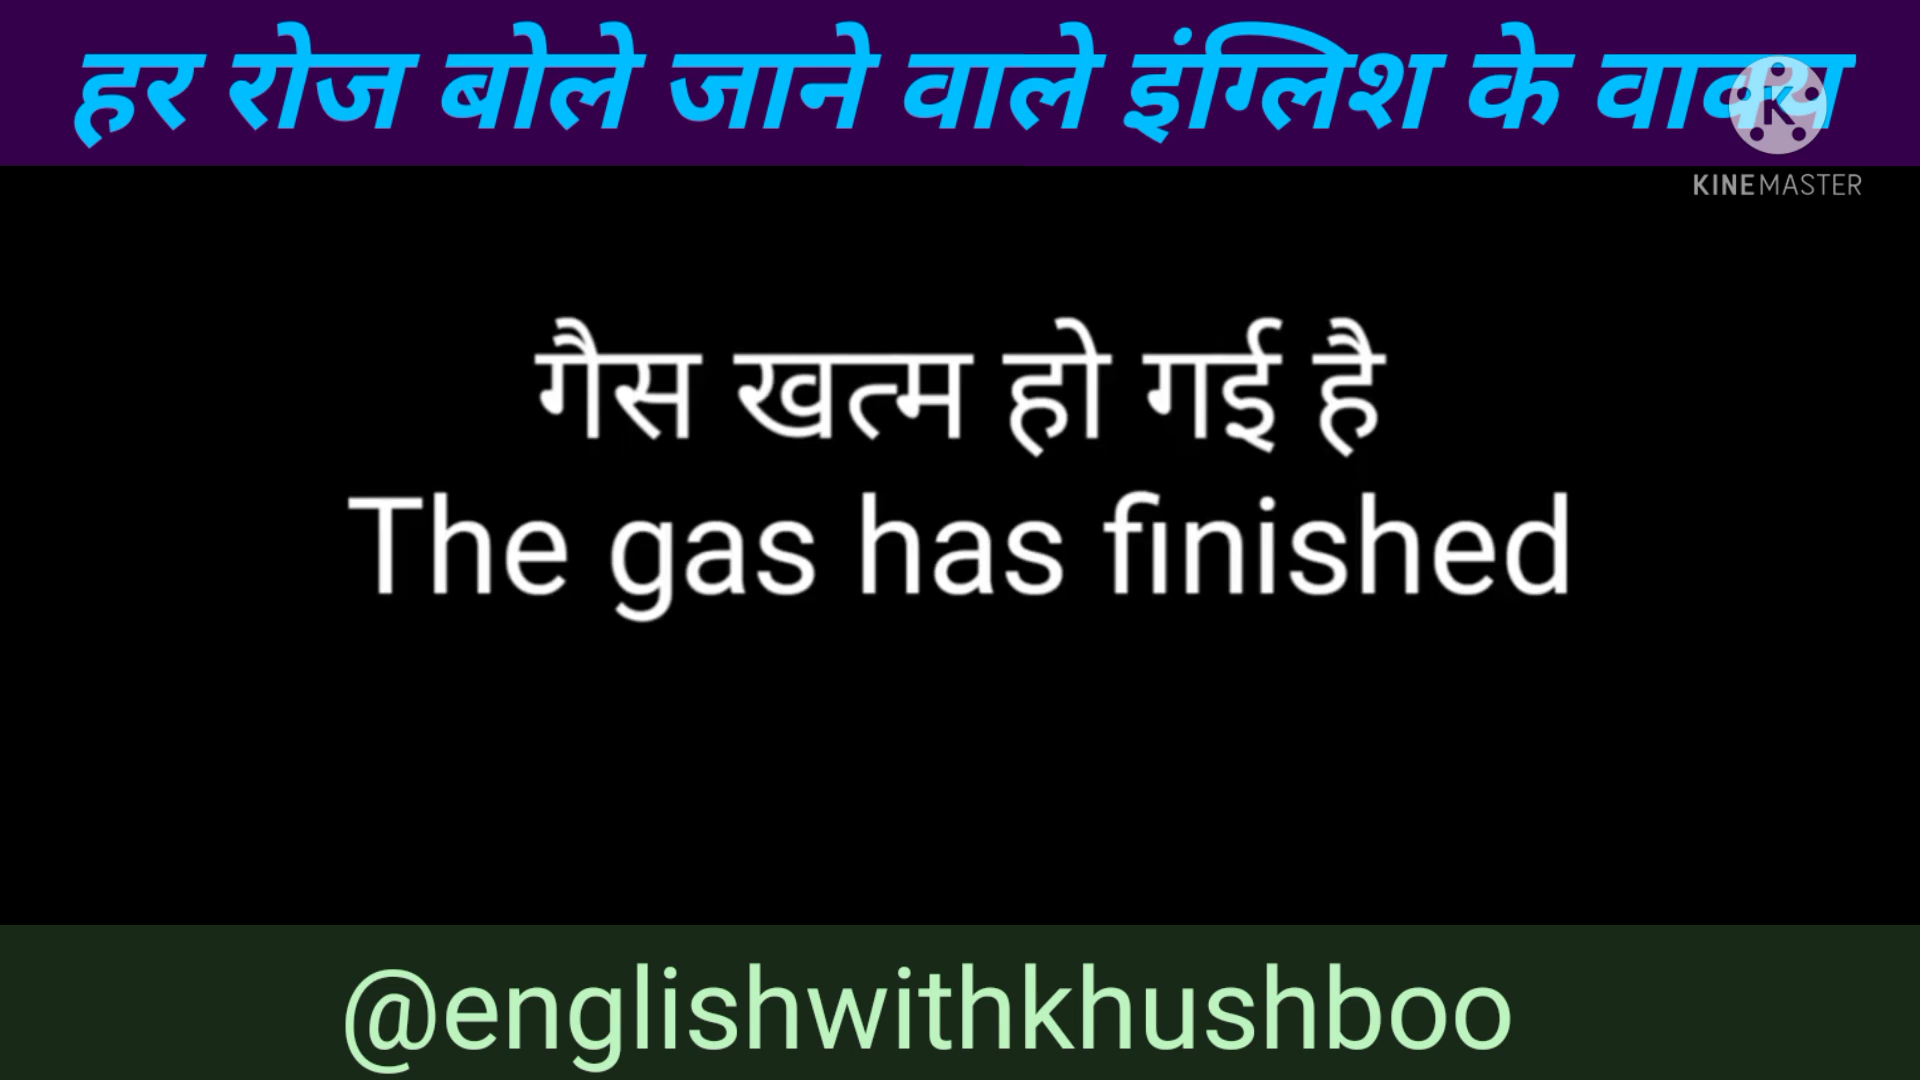 हर रोज बोले जाने वाले इंग्लिश के वाक्य
K
KINEMASTER
गैस खत्म हो गई है
The gas has finished
@englishwithkhushboo